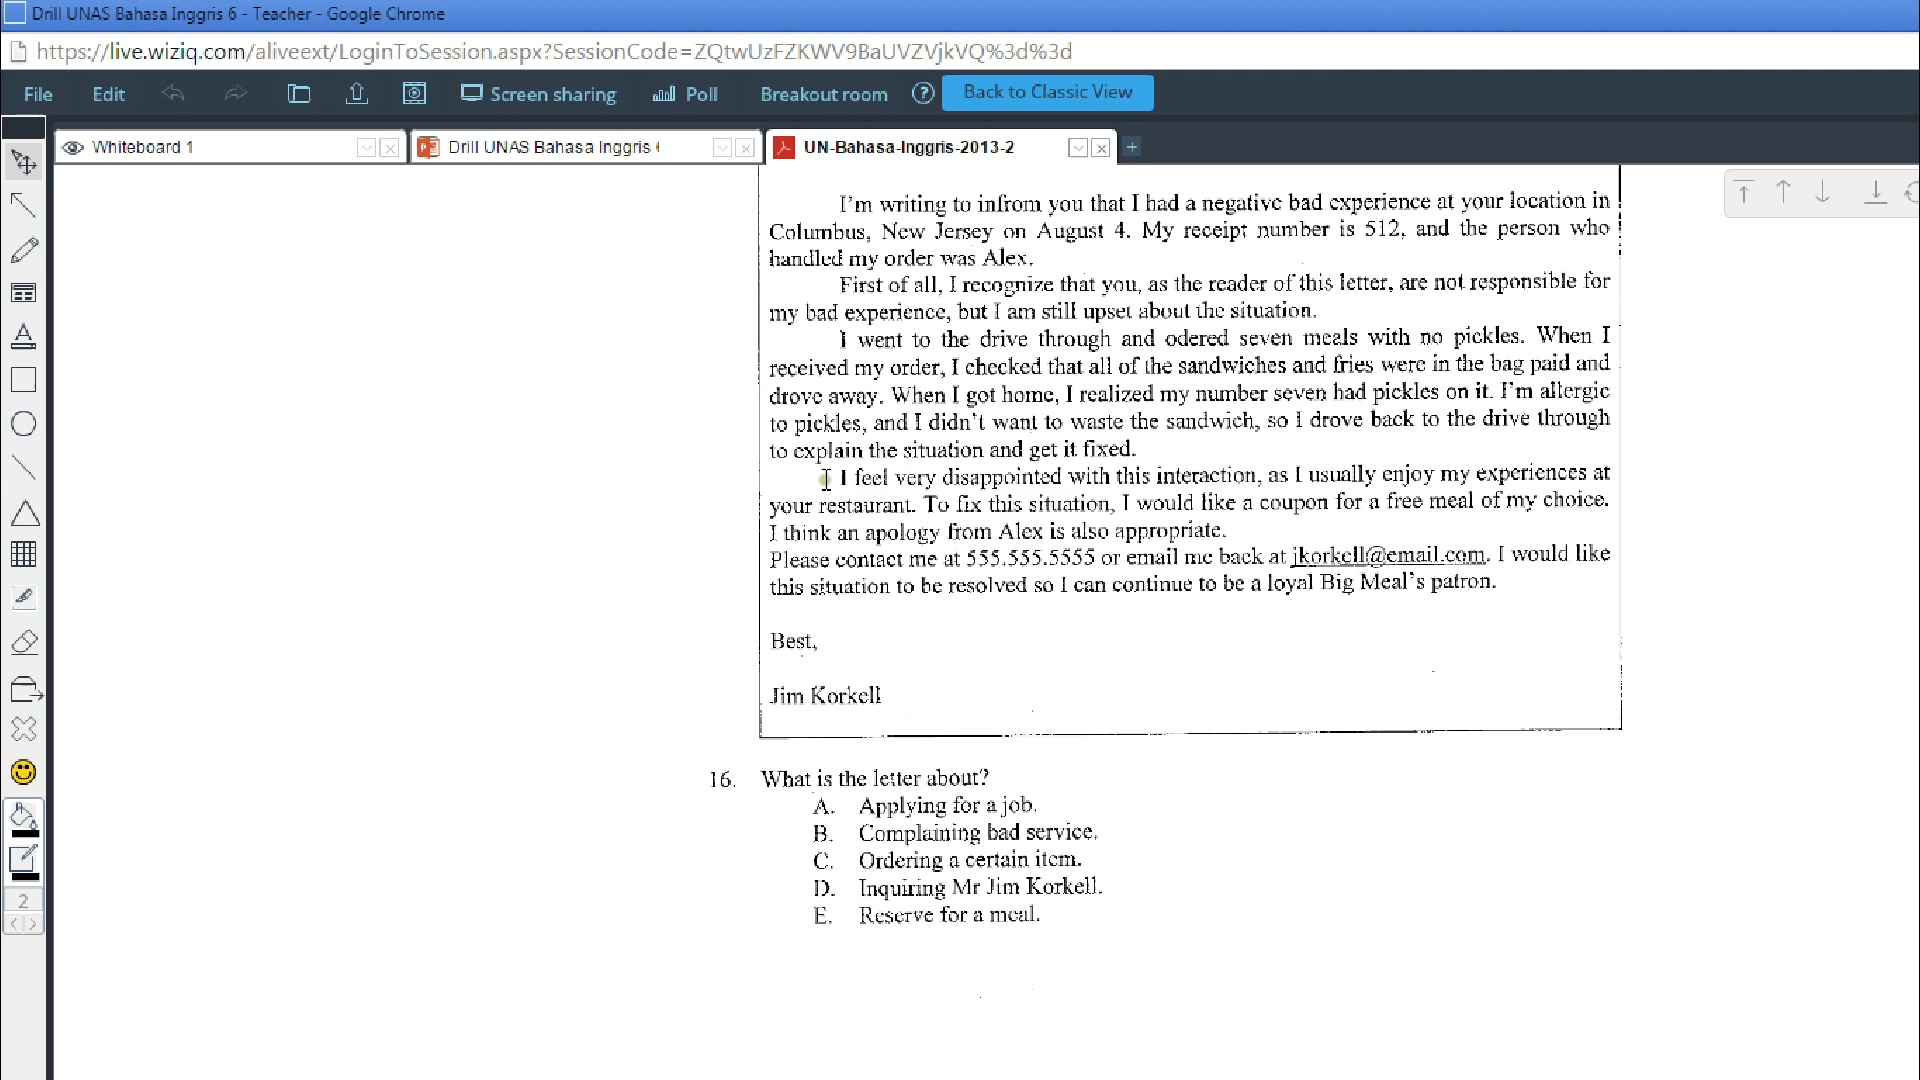 Drill UNAS Bahasa Inggris 6 - Teacher - Google Chrome
https://live.wiziq.com/aliveext/LoginToSession.aspx?SessionCode=ZQtwUzFZKWV9BaUVZVjkVQ%3d%3d
File Edit Screen sharing Poll Breakout room ? Back to Classic View
Whiteboard 1 Drill UNAS Bahasa Inggris UN-Bahasa-Inggris-2013-2
I'm writing to infrom you that I had a negative bad experience at your location in
Columbus, New Jersey on August 4. My receipt number is 512, and the person who
handled my order was Alex.
First of all, I recognize that you, as the reader of this letter, are not responsible for
my bad experience, but I am still upset about the situation.
I went to the drive through and odered seven meals with no pickles. When I
received my order, I checked that all of the sandwiches and fries were in the bag paid and
drove away. When I got home, I realized my number seven had pickles on it. I'm allergic
to pickles, and I didn't want to waste the sandwich, so I drove back to the drive through
to explain the situation and get it fixed.
I feel very disappointed with this interaction, as I usually enjoy my experiences at
your restaurant. To fix this situation, I would like a coupon for a free meal of my choice.
I think an apology from Alex is also appropriate.
Please contact me at 555.555.5555 or email me back at jkorkell@email.com. I would like
this situation to be resolved so I can continue to be a loyal Big Meal's patron.
Best,
Jim Korkell
16. What is the letter about?
A. Applying for a job.
B. Complaining bad service.
C. Ordering a certain item.
D. Inquiring Mr Jim Korkell.
E. Reserve for a meal.
2